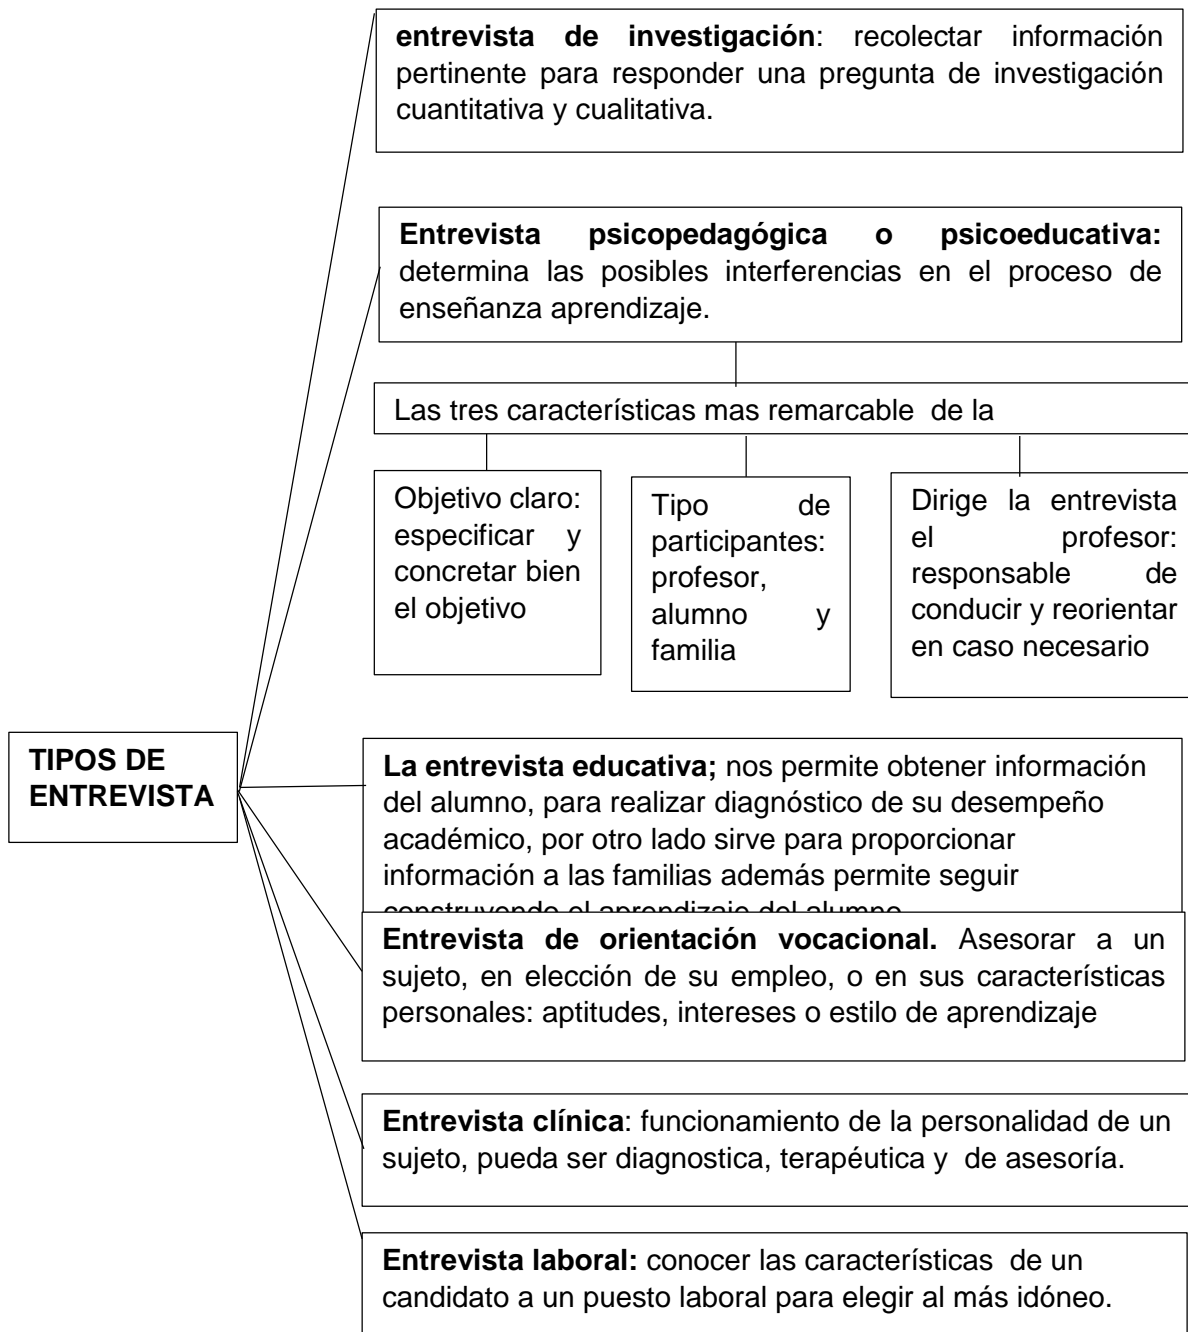 entrevista de investigación: recolectar información
pertinente para responder una pregunta de investigación
cuantitativa y cualitativa.
Entrevista psicopedagógica o psicoeducativa:
determina las posibles interferencias en el proceso de
enseñanza aprendizaje.
Las tres características mas remarcable de la
Objetivo claro:
especificar y
concretar bien
el objetivo
Tipo de
participantes:
profesor,
alumno y
familia
Dirige la entrevista
el profesor:
responsable de
conducir y reorientar
en caso necesario
TIPOS DE
ENTREVISTA
La entrevista educativa; nos permite obtener información
del alumno, para realizar diagnóstico de su desempeño
académico, por otro lado sirve para proporcionar
información a las familias además permite seguir
construyendo el aprendizaje del alumno
Entrevista de orientación vocacional. Asesorar a un
sujeto, en elección de su empleo, o en sus características
personales: aptitudes, intereses o estilo de aprendizaje
Entrevista clínica: funcionamiento de la personalidad de un
sujeto, pueda ser diagnostica, terapéutica y de asesoría.
Entrevista laboral: conocer las características de un
candidato a un puesto laboral para elegir al más idóneo.